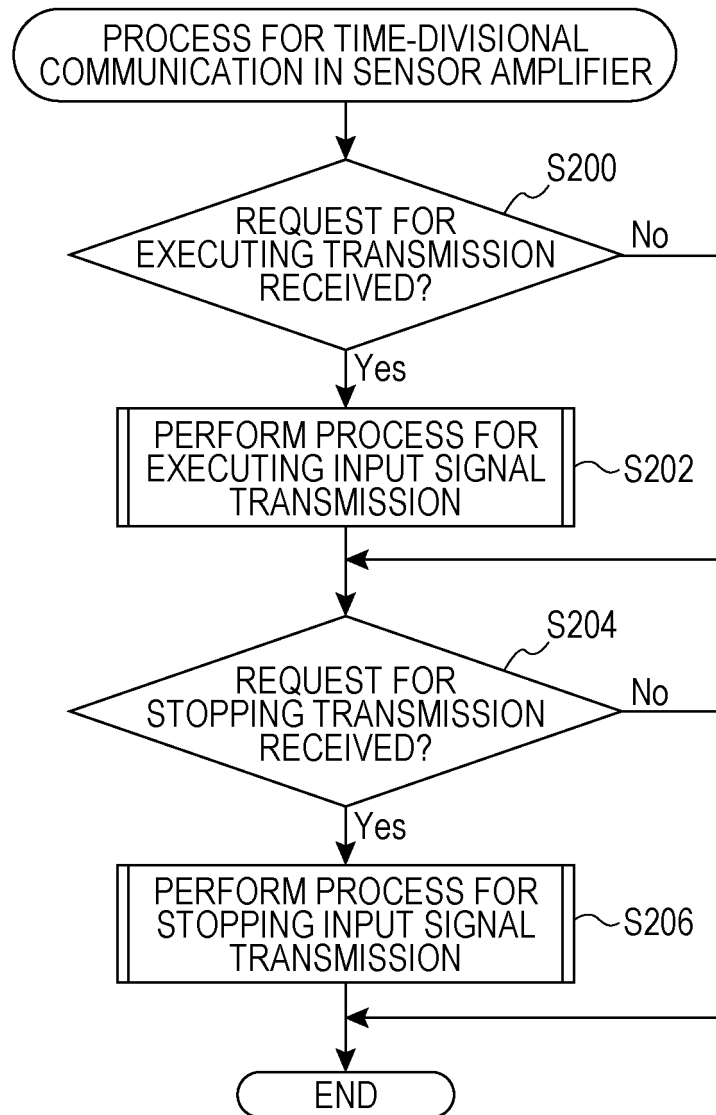 PROCESS FOR TIME-DIVISIONAL
COMMUNICATION IN SENSOR AMPLIFIER
S200
REQUEST FOR
EXECUTING TRANSMISSION
RECEIVED?
No
Yes
PERFORM PROCESS FOR
EXECUTING INPUT SIGNAL
TRANSMISSION
S202
S204
REQUEST FOR
STOPPING TRANSMISSION
RECEIVED?
No
Yes
PERFORM PROCESS FOR
STOPPING INPUT SIGNAL
TRANSMISSION
S206
END